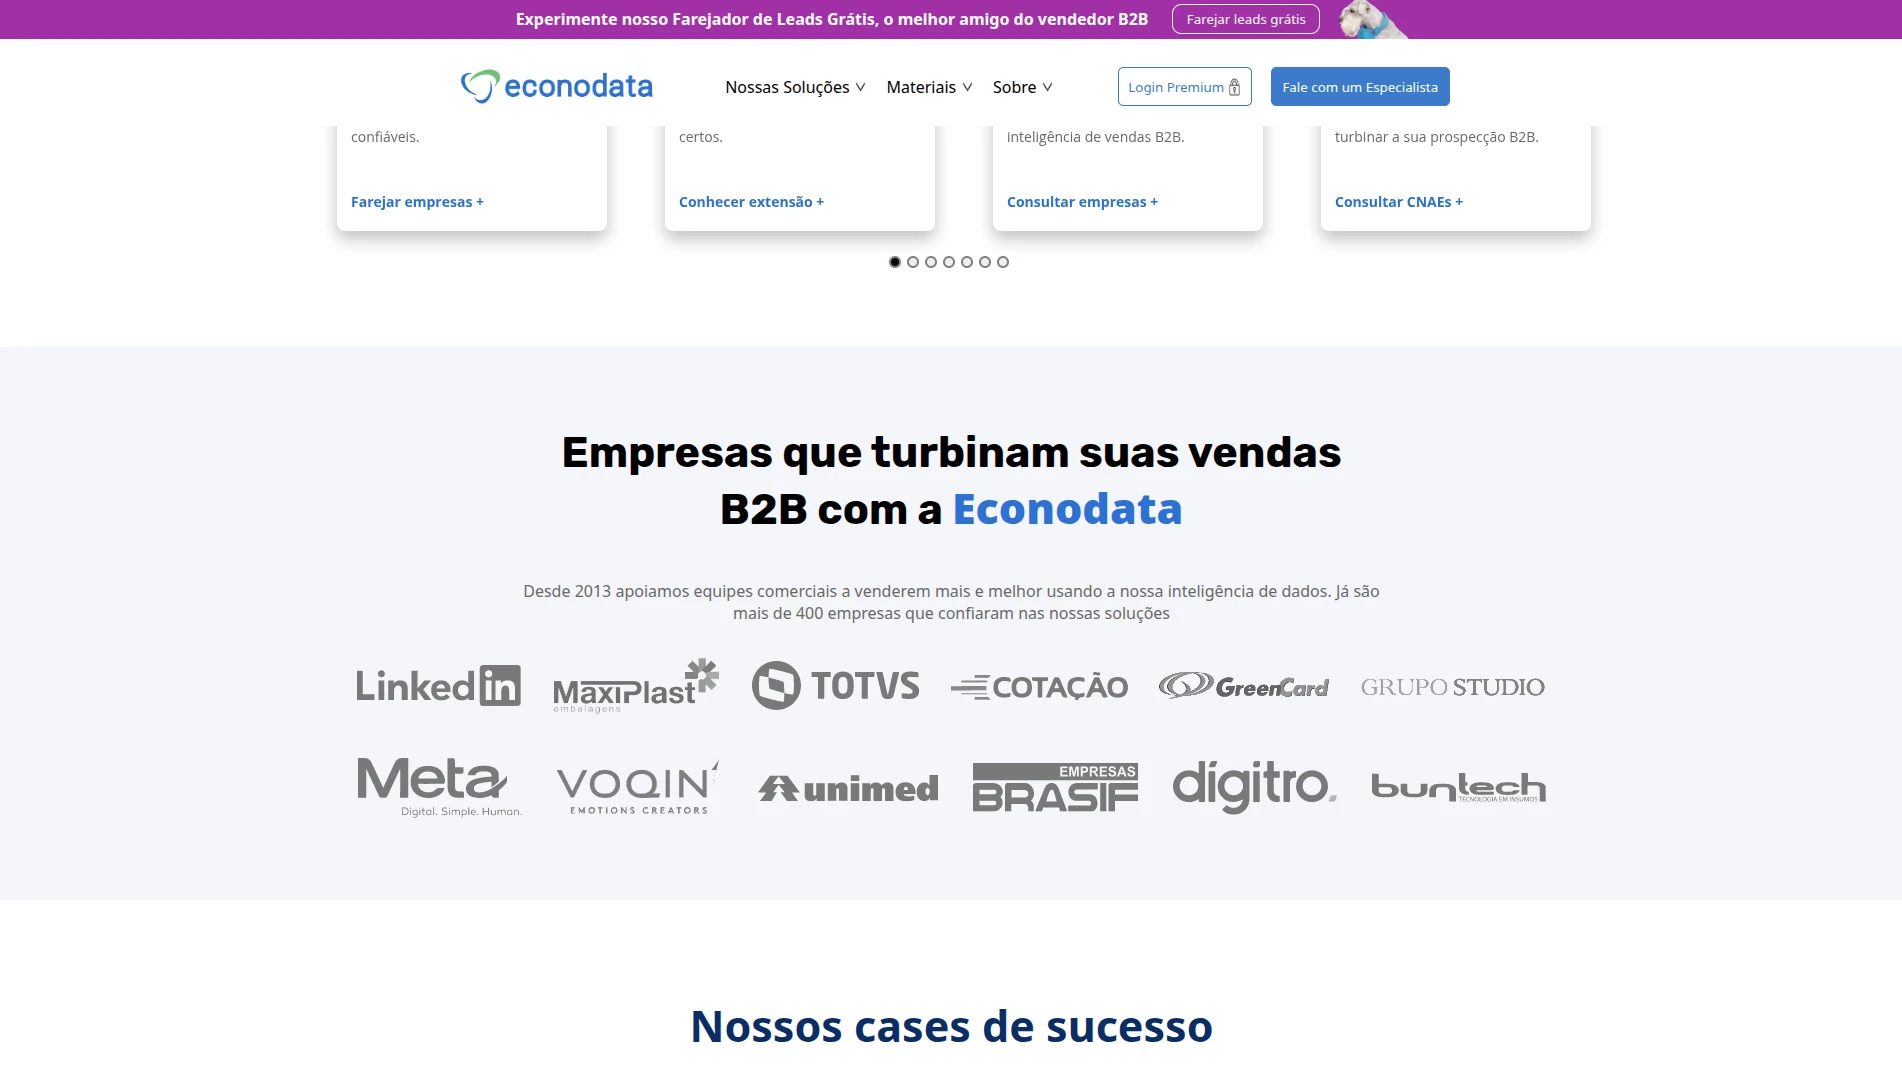 Experimente nosso Farejador de Leads Grátis, o melhor amigo do vendedor B2B
Farejar leads grátis
econodata
Nossas Soluções
Materiais
Sobre
Login Premium
Fale com um Especialista
confiáveis.
certos.
inteligência de vendas B2B.
turbinar a sua prospecção B2B.
Farejar empresas +
Conhecer extensão +
Consultar empresas +
Consultar CNAEs +
Empresas que turbinam suas vendas
B2B com a Econodata
Desde 2013 apoiamos equipes comerciais a venderem mais e melhor usando a nossa inteligência de dados. Já são
mais de 400 empresas que confiaram nas nossas soluções
LinkedIn
MaxiPlast
embalagens
TOTVS
COTAÇÃO
GreenCard
GRUPO STUDIO
Meta
Digital. Simple. Human.
VOQIN'
EMOTIONS CREATORS
unimed
EMPRESAS
BRASIF
dígitro
buntech
TECNOLOGIA EM INSUMOS
Nossos cases de sucesso